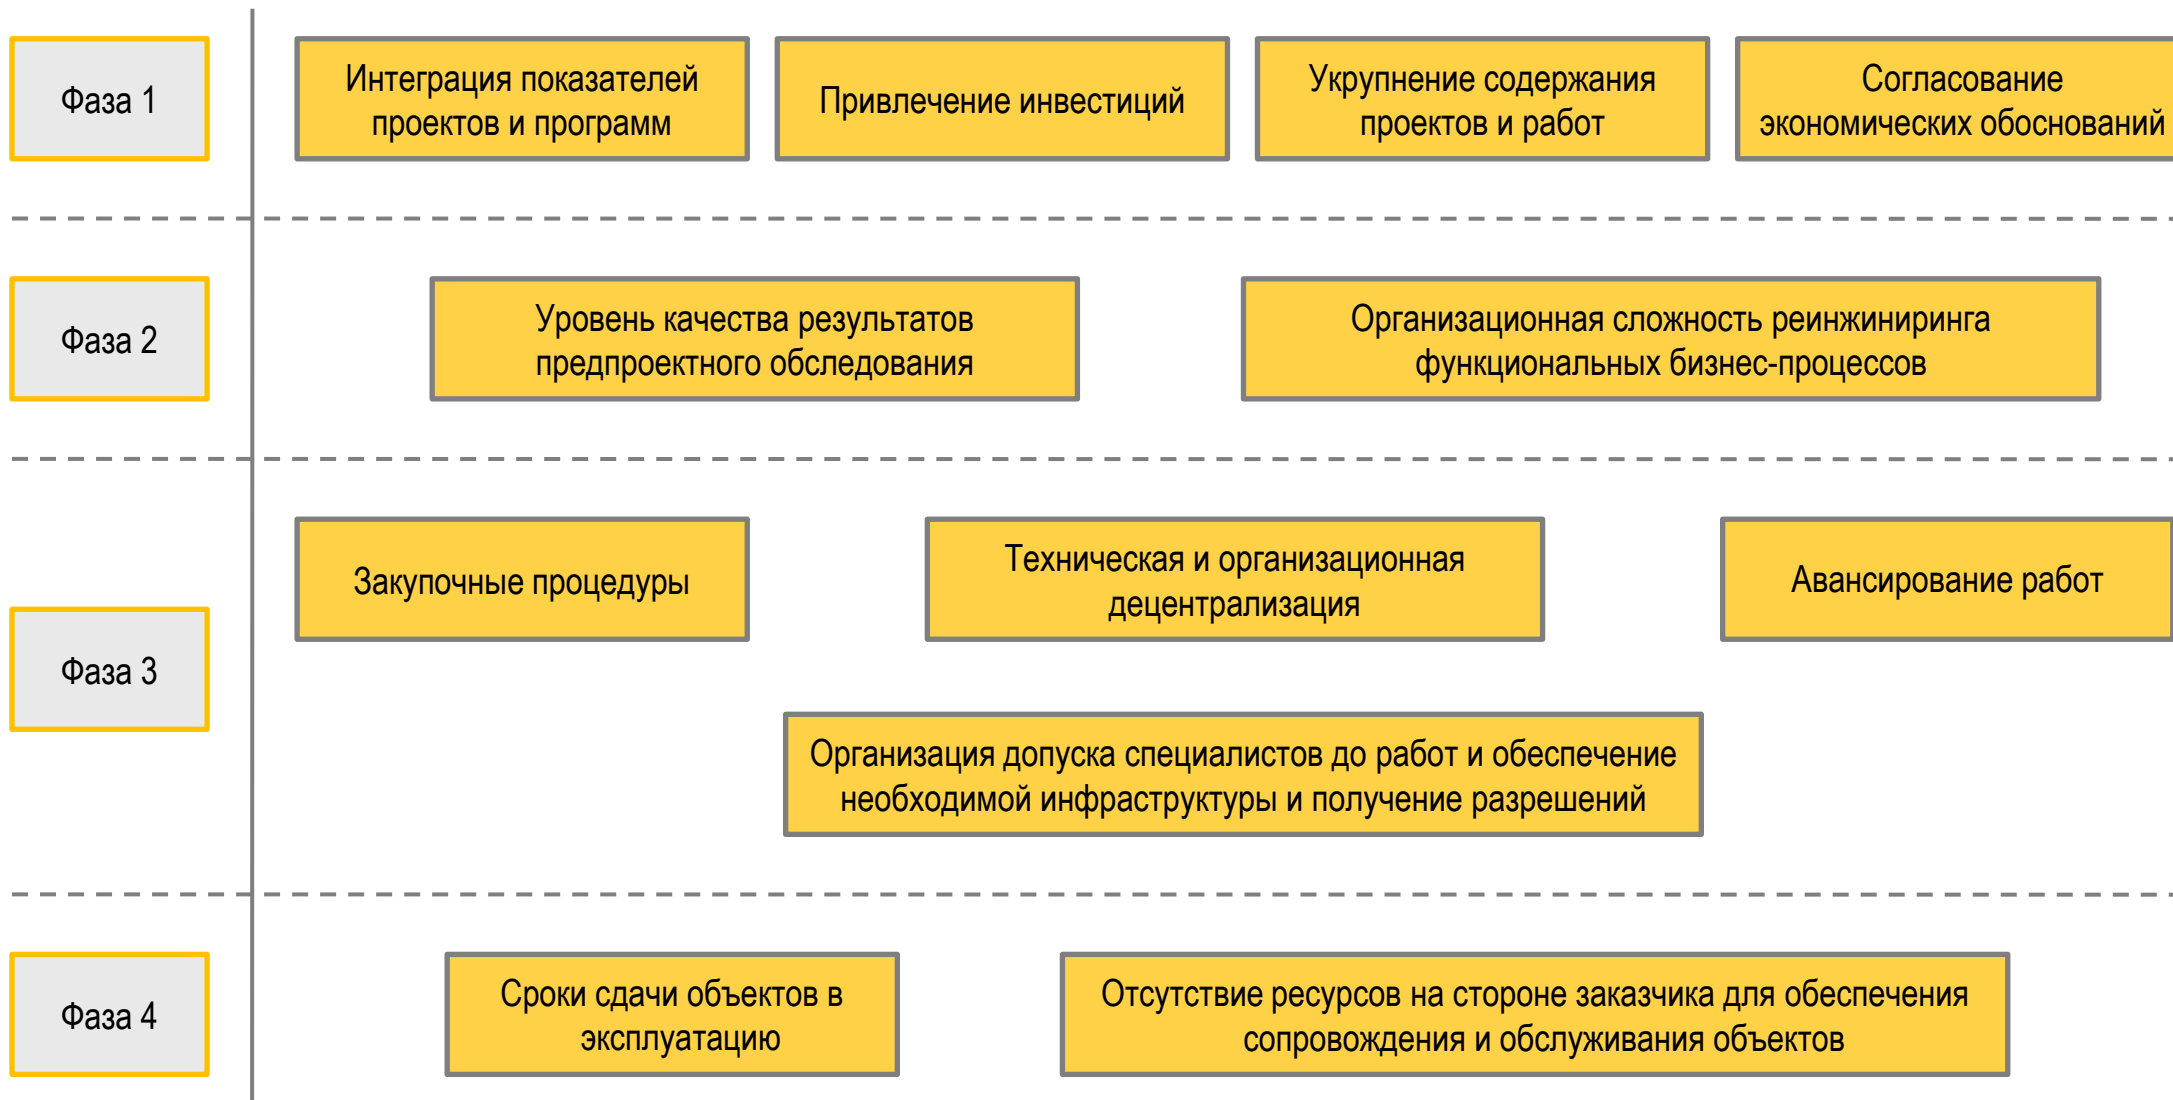 Фаза 1
Интеграция показателей
проектов и программ
Привлечение инвестиций
Укрупнение содержания
проектов и работ
Согласование
экономических обоснований
Фаза 2
Уровень качества результатов
предпроектного обследования
Организационная сложность реинжиниринга
функциональных бизнес-процессов
Фаза 3
Закупочные процедуры
Техническая и организационная
децентрализация
Авансирование работ
Организация допуска специалистов до работ и обеспечение
необходимой инфраструктуры и получение разрешений
Фаза 4
Сроки сдачи объектов в
эксплуатацию
Отсутствие ресурсов на стороне заказчика для обеспечения
сопровождения и обслуживания объектов